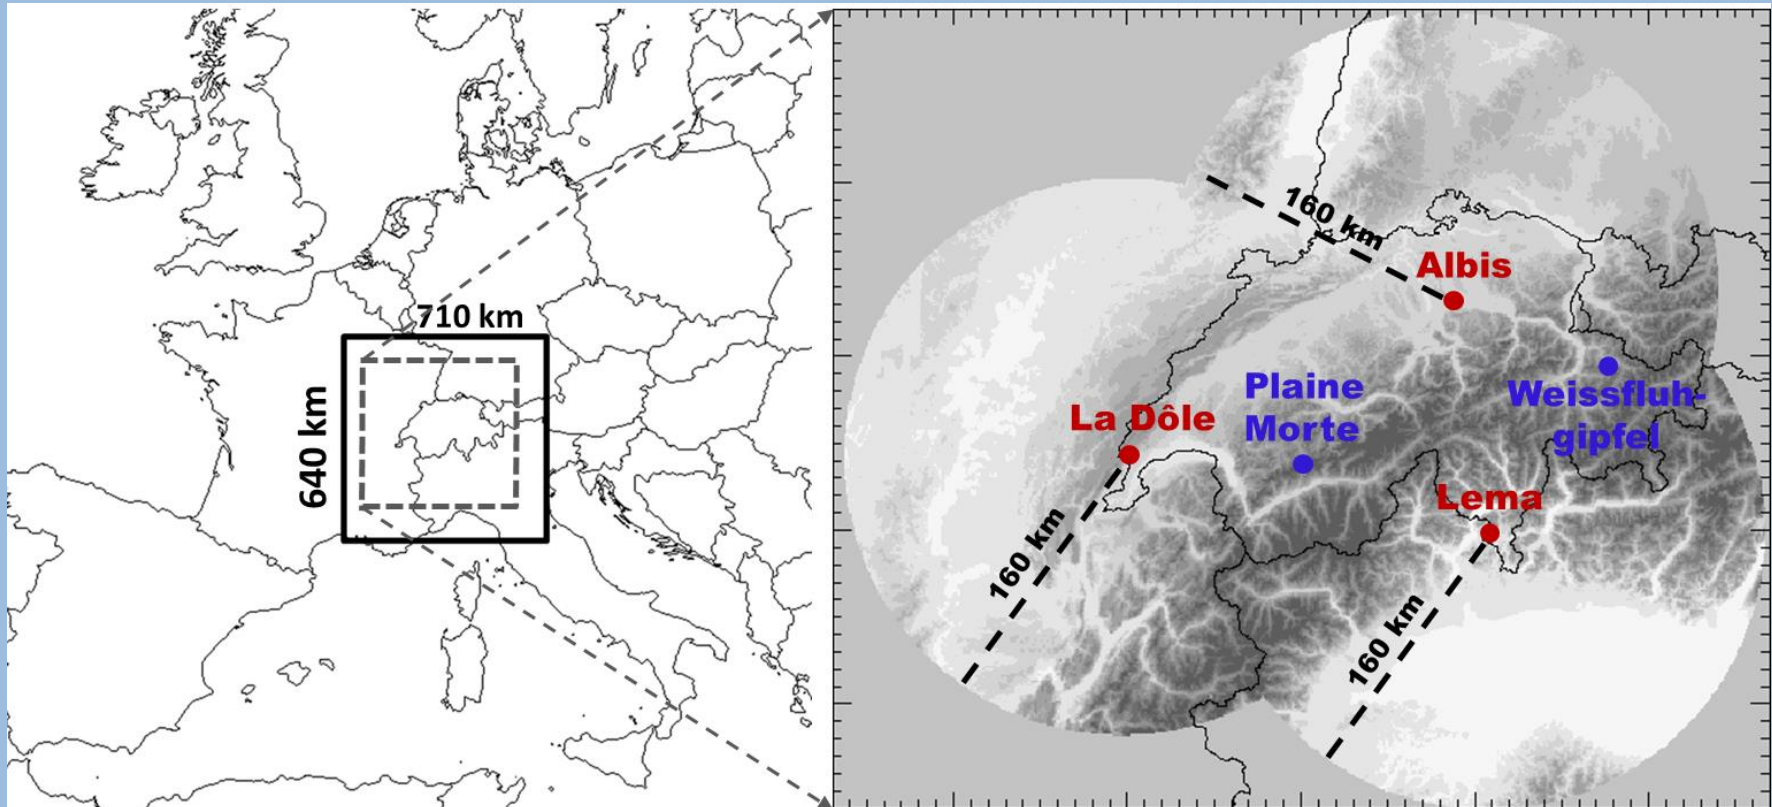 710 km
640 km
160 km
Albis
Plaine
Morte
Weissfluh-
gipfel
La Dôle
Lema
160 km
160 km